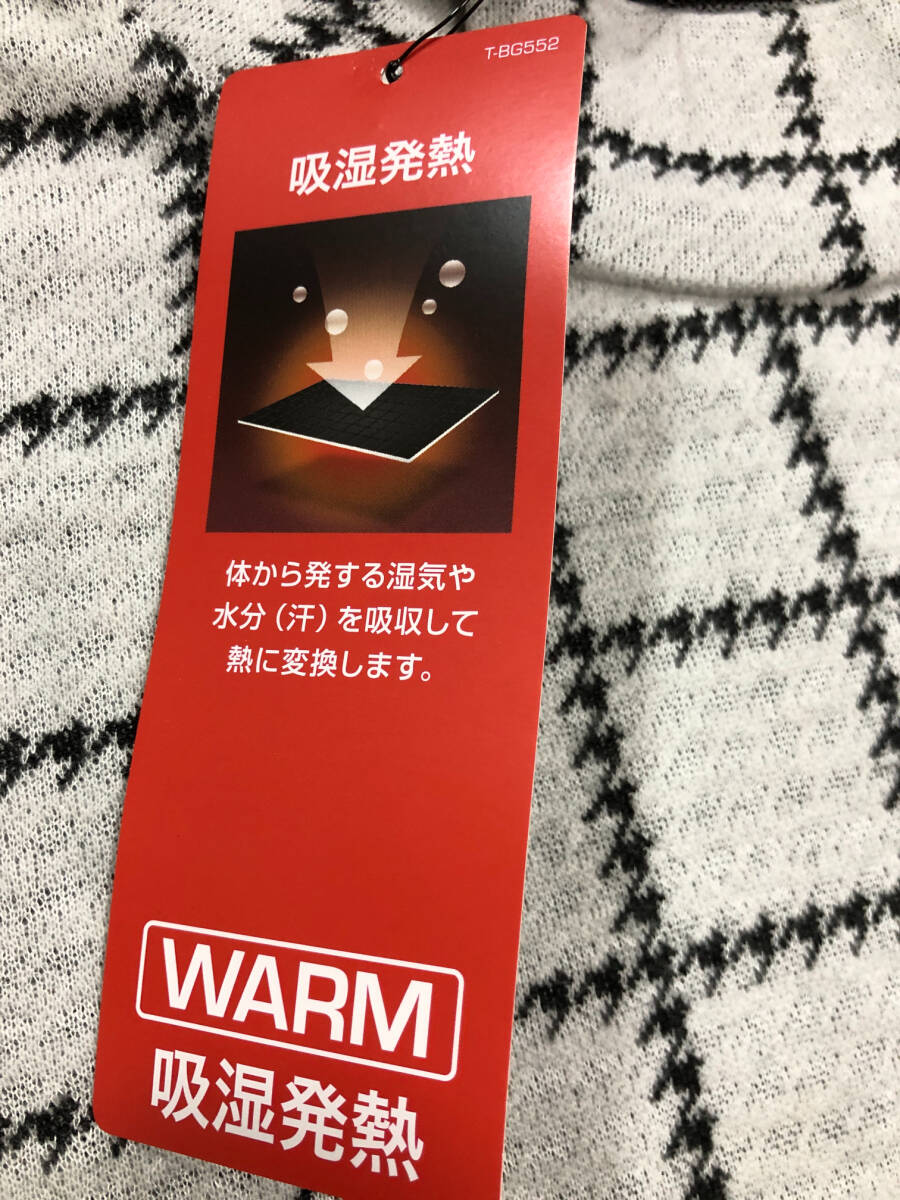 T-BG552
吸湿発熱
体から発する湿気や
水分（汗）を吸収して
熱に変換します。
WARM
吸湿発熱